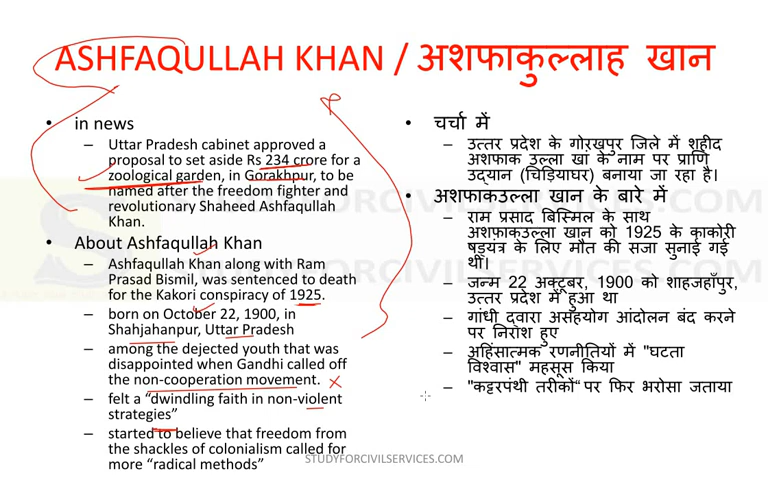 ASHFAQULLAH KHAN / अशफाकुल्लाह खान
• in news
– Uttar Pradesh cabinet approved a
proposal to set aside Rs 234 crore for a
zoological garden, in Gorakhpur, to be
named after the freedom fighter and
revolutionary Shaheed Ashfaqullah
Khan.
• About Ashfaqullah Khan
– Ashfaqullah Khan along with Ram
Prasad Bismil, was sentenced to death
for the Kakori conspiracy of 1925.
– born on October 22, 1900, in
Shahjahanpur, Uttar Pradesh
– among the dejected youth that was
disappointed when Gandhi called off
the non-cooperation movement.
– felt a “dwindling faith in non-violent
strategies”
– started to believe that freedom from
the shackles of colonialism called for
more “radical methods”
• चर्चा में
– उत्तर प्रदेश के गोरखपुर जिले में शहीद
अशफाक उल्ला खां के नाम पर प्राणि
उद्यान (चिड़ियाघर) बनाया जा रहा है।
• अशफाकउल्ला खान के बारे में
– राम प्रसाद बिस्मिल के साथ
अशफाकउल्ला खान को 1925 के काकोरी
षड्यंत्र के लिए मौत की सजा सुनाई गई
थी।
– जन्म 22 अक्टूबर, 1900 को शाहजहाँपुर,
उत्तर प्रदेश में हुआ था
– गांधी द्वारा असहयोग आंदोलन बंद करने
पर निराश हुए
– अहिंसात्मक रणनीतियों में "घटता
विश्वास" महसूस किया
– "कट्टरपंथी तरीकों“ पर फिर भरोसा जताया
STUDYFORCIVILSERVICES.COM